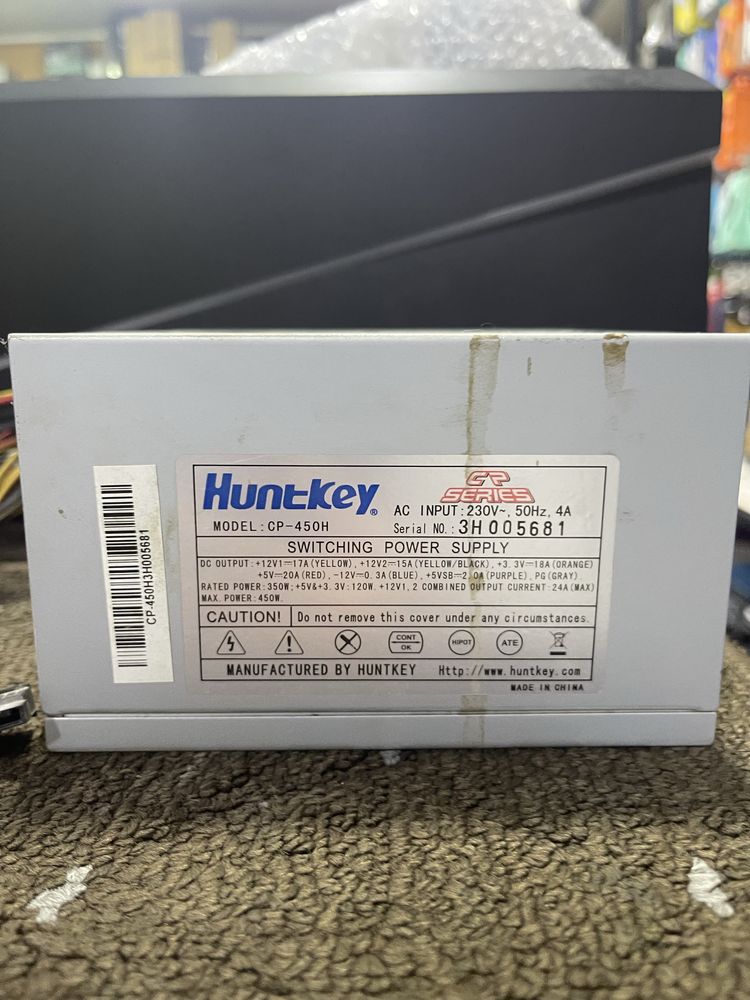 Huntkey®
CP SERIES
AC INPUT:230V~, 50Hz, 4A
MODEL:CP-450H
Serial NO.:3H005681
SWITCHING POWER SUPPLY
DC OUTPUT:+12V1⎓17A(YELLOW), +12V2⎓15A(YELLOW/BLACK), +3.3V⎓18A(ORANGE)
+5V⎓20A(RED), -12V⎓0.3A(BLUE), +5VSB⎓2.0A(PURPLE), PG(GRAY)
RATED POWER:350W;+5V&+3.3V:120W. +12V1, 2 COMBINED OUTPUT CURRENT:24A(MAX)
MAX. POWER:450W.
CAUTION! Do not remove this cover under any circumstances.
CONT OK
HIPOT
ATE
MANUFACTURED BY HUNTKEY Http://www.huntkey.com
MADE IN CHINA
CP-450H3H005681